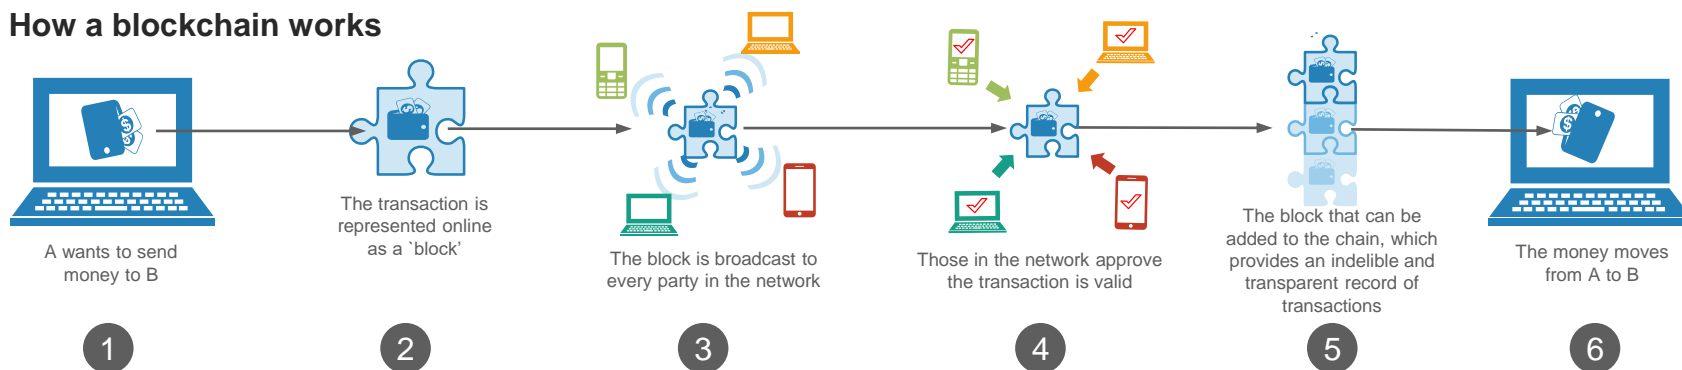 How a blockchain works
A wants to send
money to B
1
The transaction is
represented online
as a `block’
2
The block is broadcast to
every party in the network
3
Those in the network approve
the transaction is valid
4
The block that can be
added to the chain, which
provides an indelible and
transparent record of
transactions
5
The money moves
from A to B
6